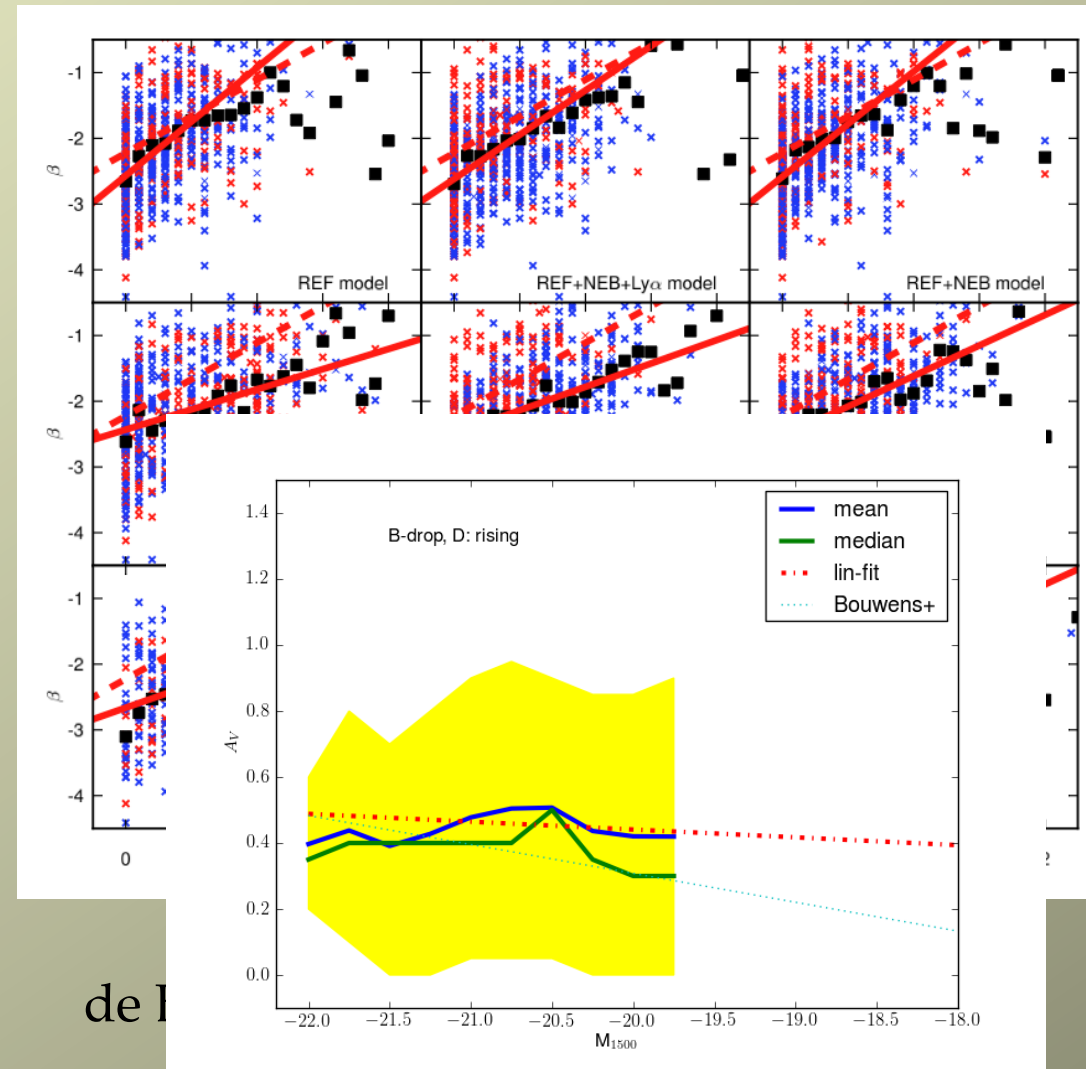 -1
-2
β
-3
-4
REF model
REF+NEB+Lyα model
REF+NEB model
-1
-2
β
-3
-4
-1
-2
β
-3
-4
0
B-drop, D: rising
mean
median
lin-fit
Bouwens+
1.4
1.2
1.0
0.8
A_V
0.6
0.4
0.2
0.0
−22.0 −21.5 −21.0 −20.5 −20.0 −19.5 −19.0 −18.5 −18.0
M₁₅₀₀
de